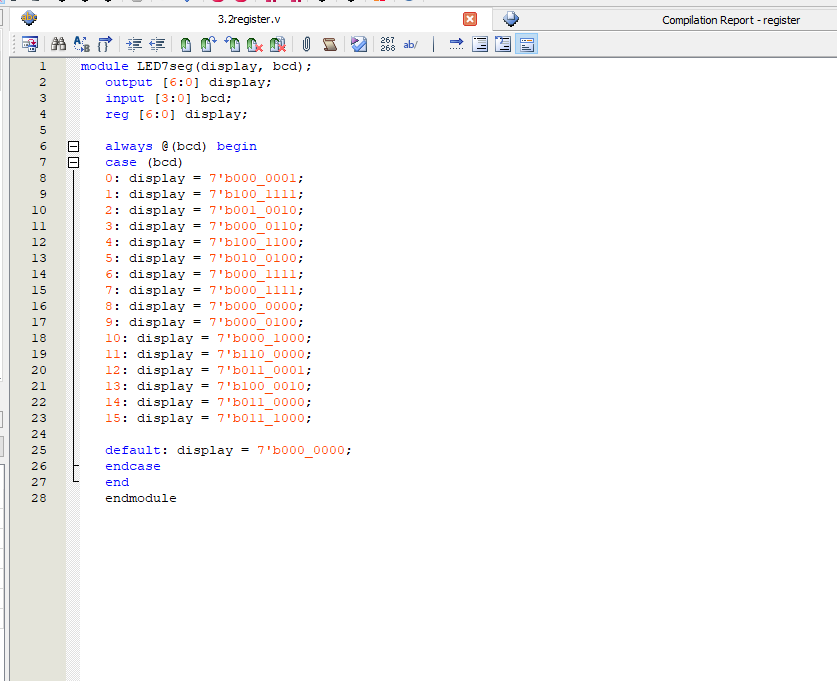 3.2register.v
Compilation Report - register
267
268
ab/
1 module LED7seg(display, bcd);
2 output [6:0] display;
3 input [3:0] bcd;
4 reg [6:0] display;
5
6 always @(bcd) begin
7 case (bcd)
8 0: display = 7'b000_0001;
9 1: display = 7'b100_1111;
10 2: display = 7'b001_0010;
11 3: display = 7'b000_0110;
12 4: display = 7'b100_1100;
13 5: display = 7'b010_0100;
14 6: display = 7'b000_1111;
15 7: display = 7'b000_1111;
16 8: display = 7'b000_0000;
17 9: display = 7'b000_0100;
18 10: display = 7'b000_1000;
19 11: display = 7'b110_0000;
20 12: display = 7'b011_0001;
21 13: display = 7'b100_0010;
22 14: display = 7'b011_0000;
23 15: display = 7'b011_1000;
24
25 default: display = 7'b000_0000;
26 endcase
27 end
28 endmodule